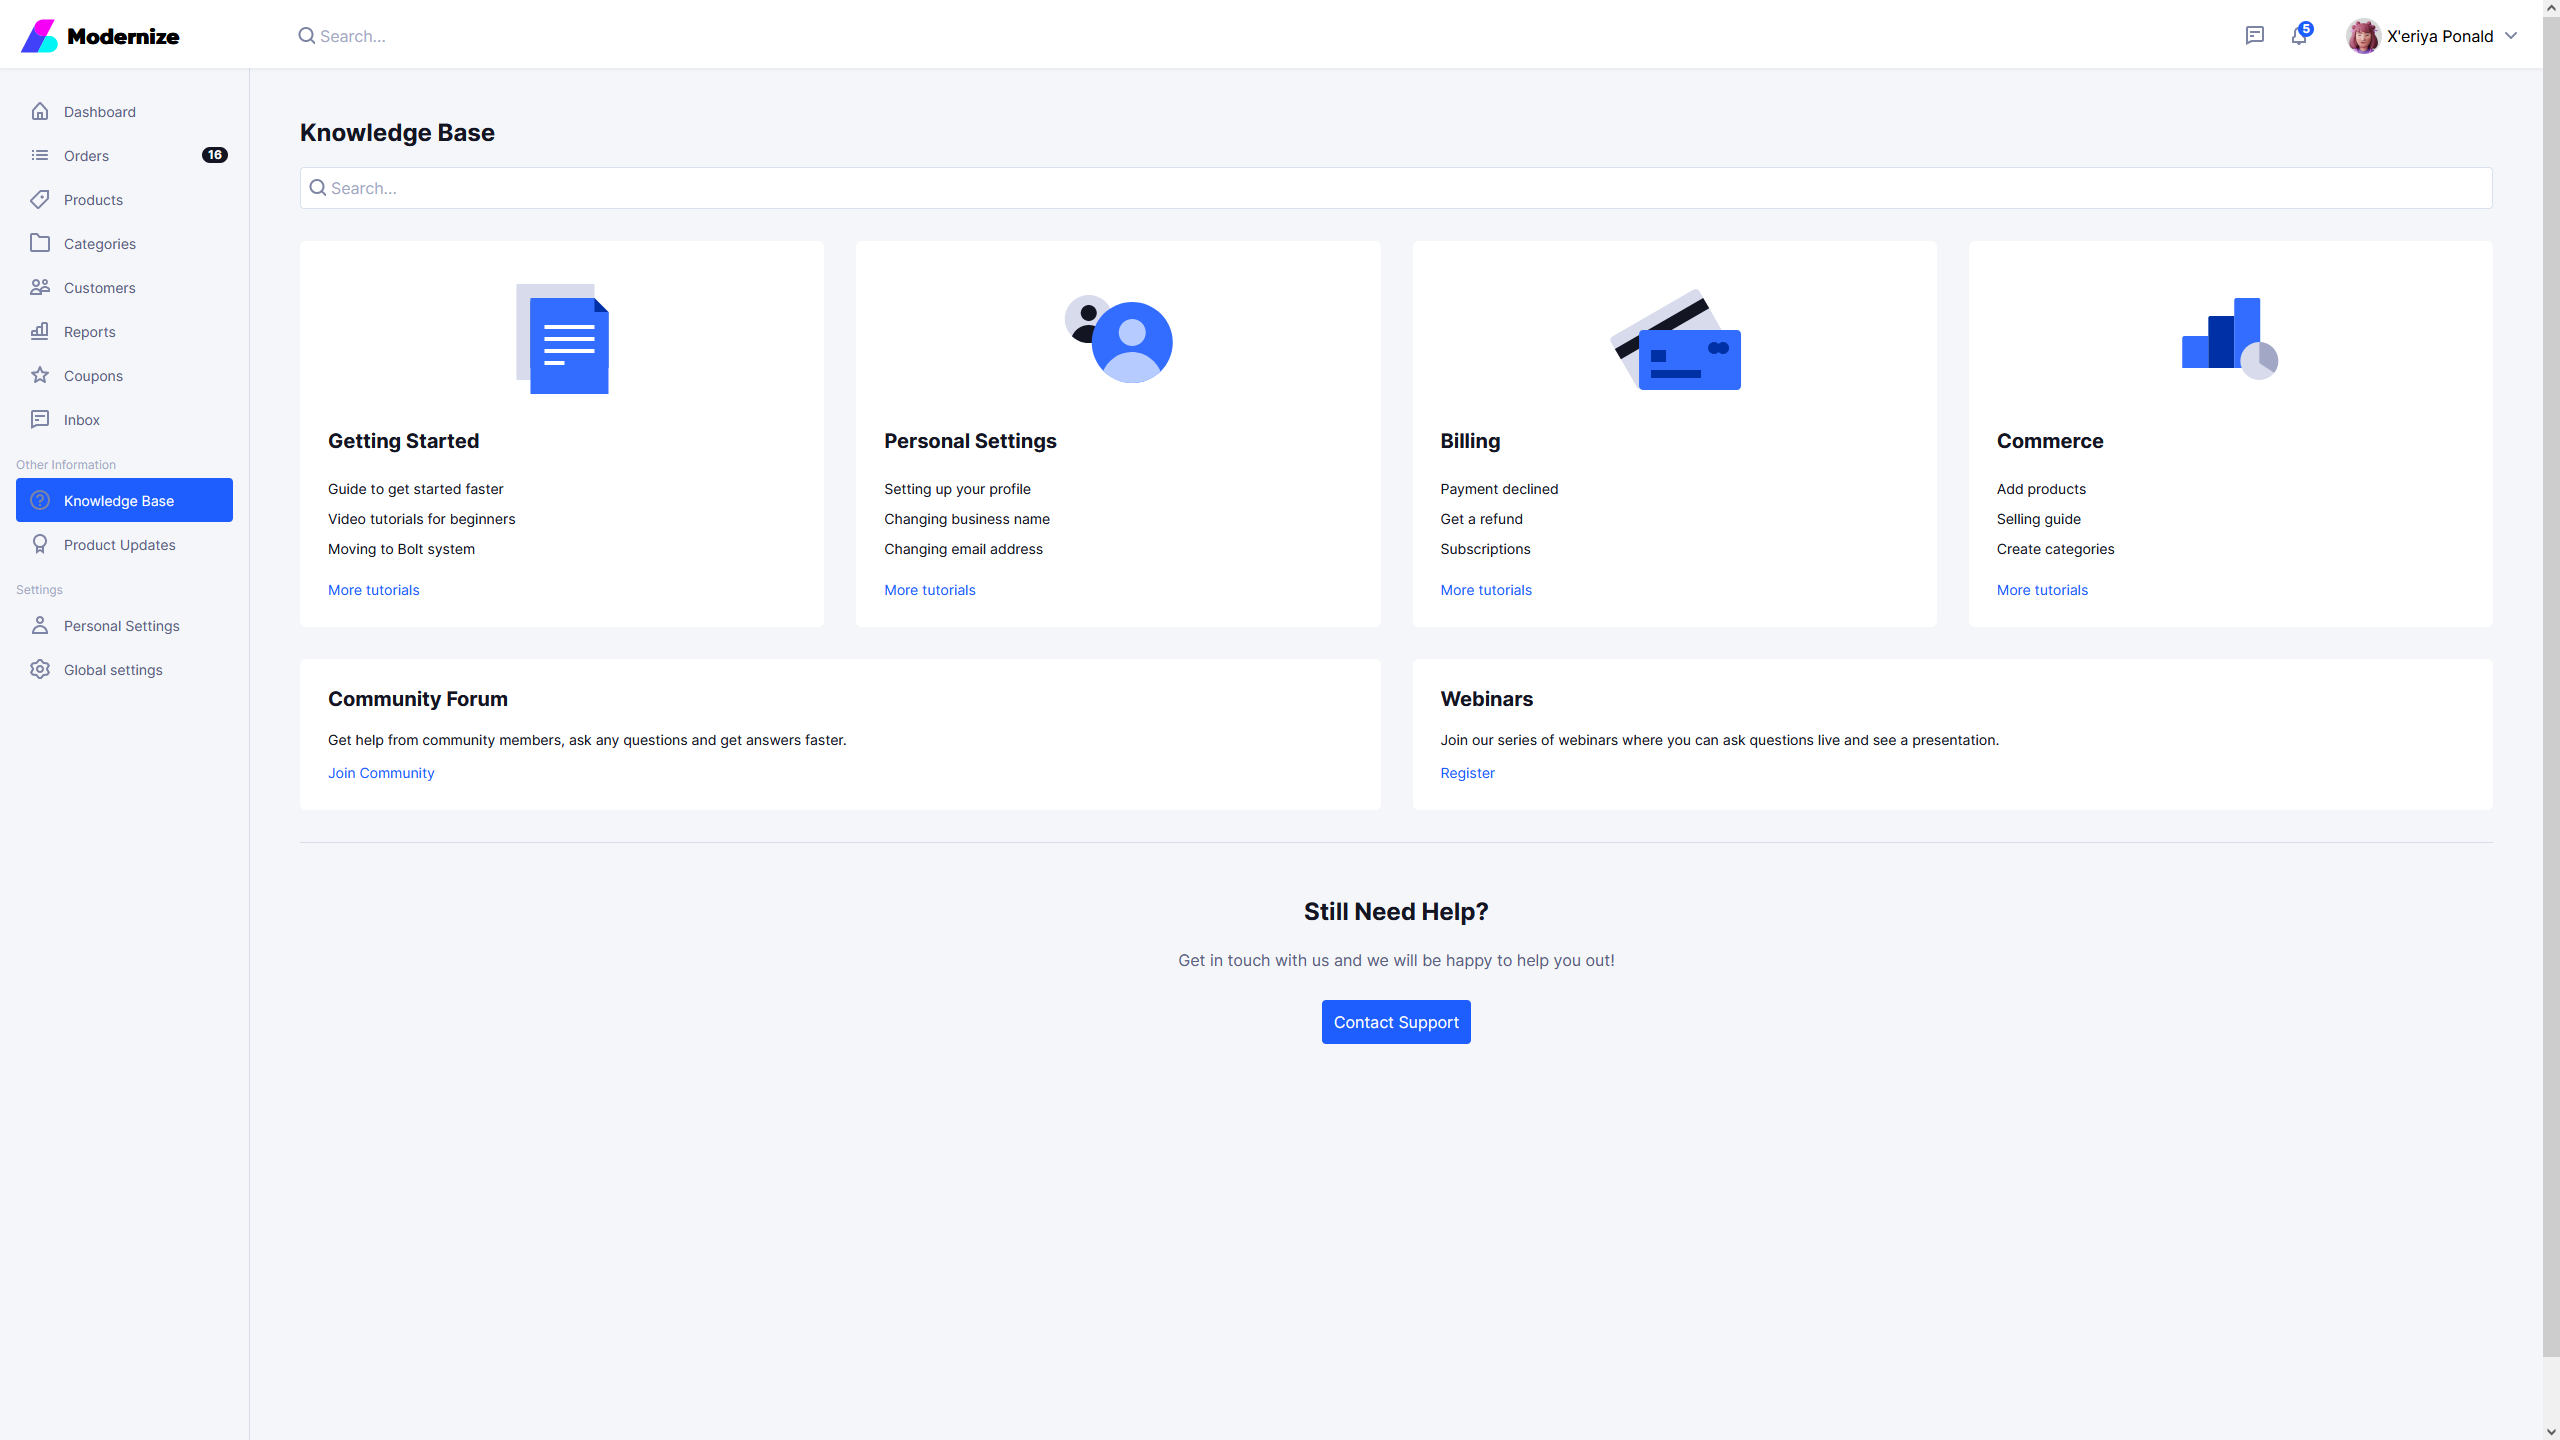 Modernize
Search...
5
X'eriya Ponald
Dashboard
Orders
16
Products
Categories
Customers
Reports
Coupons
Inbox
Other Information
Knowledge Base
Product Updates
Settings
Personal Settings
Global settings
Knowledge Base
Search...
Getting Started
Guide to get started faster
Video tutorials for beginners
Moving to Bolt system
More tutorials
Personal Settings
Setting up your profile
Changing business name
Changing email address
More tutorials
Billing
Payment declined
Get a refund
Subscriptions
More tutorials
Commerce
Add products
Selling guide
Create categories
More tutorials
Community Forum
Get help from community members, ask any questions and get answers faster.
Join Community
Webinars
Join our series of webinars where you can ask questions live and see a presentation.
Register
Still Need Help?
Get in touch with us and we will be happy to help you out!
Contact Support